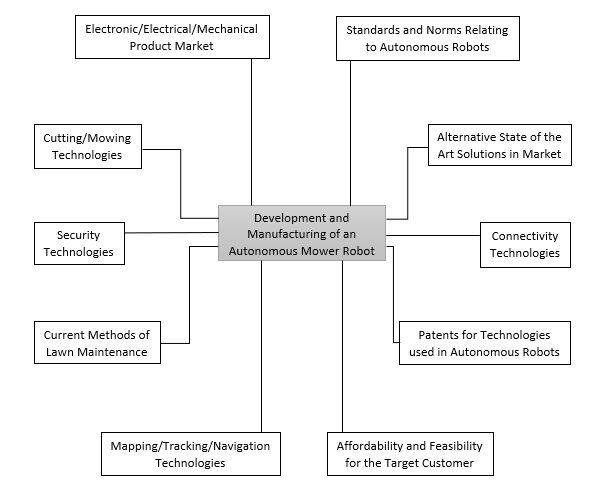 Electronic/Electrical/Mechanical
Product Market
Standards and Norms Relating
to Autonomous Robots
Cutting/Mowing
Technologies
Alternative State of the
Art Solutions in Market
Development and
Manufacturing of an
Autonomous Mower Robot
Security
Technologies
Connectivity
Technologies
Current Methods of
Lawn Maintenance
Patents for Technologies
used in Autonomous Robots
Mapping/Tracking/Navigation
Technologies
Affordability and Feasibility
for the Target Customer